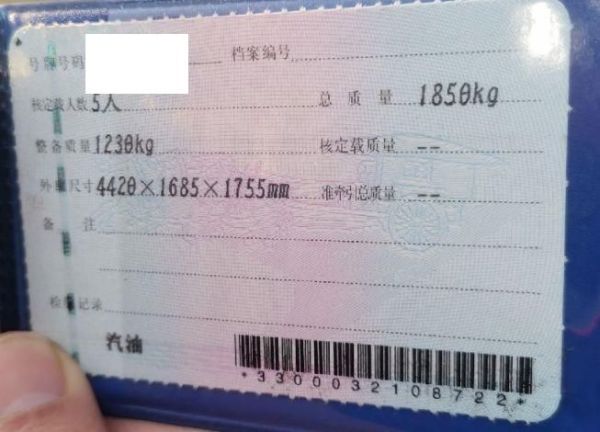 号牌号码 档案编号
核定载人数 5人 总质量 1850kg
整备质量 1230kg 核定载质量 --
外廓尺寸 4420×1685×1755mm 准牵引总质量 --
备注
检验记录
汽油
*3300032108722*